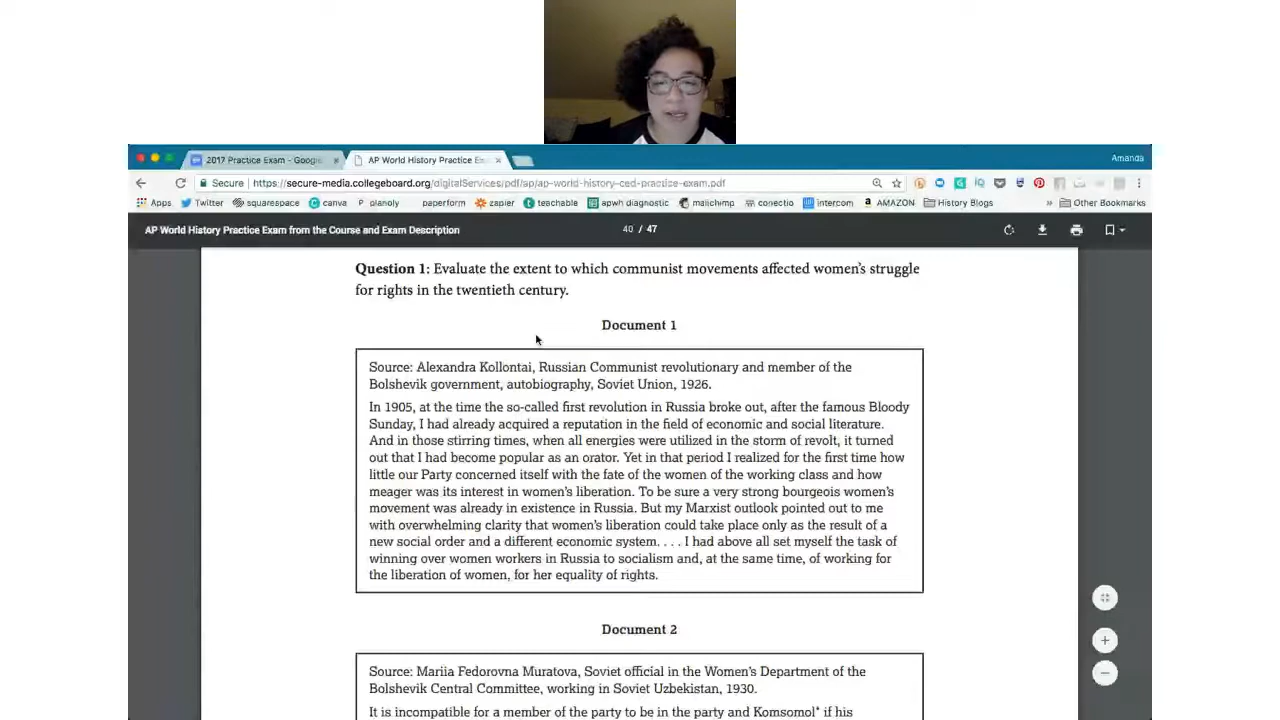 2017 Practice Exam - Google
AP World History Practice Ex
Amanda
Secure https://secure-media.collegeboard.org/digitalServices/pdf/ap/ap-world-history-ced-practice-exam.pdf
Apps Twitter squarespace canva planoly paperform zapier teachable apwh diagnostic mailchimp conectio intercom AMAZON History Blogs » Other Bookmarks
AP World History Practice Exam from the Course and Exam Description 40 / 47
Question 1: Evaluate the extent to which communist movements affected women's struggle
for rights in the twentieth century.
Document 1
Source: Alexandra Kollontai, Russian Communist revolutionary and member of the
Bolshevik government, autobiography, Soviet Union, 1926.
In 1905, at the time the so-called first revolution in Russia broke out, after the famous Bloody
Sunday, I had already acquired a reputation in the field of economic and social literature.
And in those stirring times, when all energies were utilized in the storm of revolt, it turned
out that I had become popular as an orator. Yet in that period I realized for the first time how
little our Party concerned itself with the fate of the women of the working class and how
meager was its interest in women's liberation. To be sure a very strong bourgeois women's
movement was already in existence in Russia. But my Marxist outlook pointed out to me
with overwhelming clarity that women's liberation could take place only as the result of a
new social order and a different economic system. . . . I had above all set myself the task of
winning over women workers in Russia to socialism and, at the same time, of working for
the liberation of women, for her equality of rights.
Document 2
Source: Mariia Fedorovna Muratova, Soviet official in the Women's Department of the
Bolshevik Central Committee, working in Soviet Uzbekistan, 1930.
It is incompatible for a member of the party to be in the party and Komsomol* if his